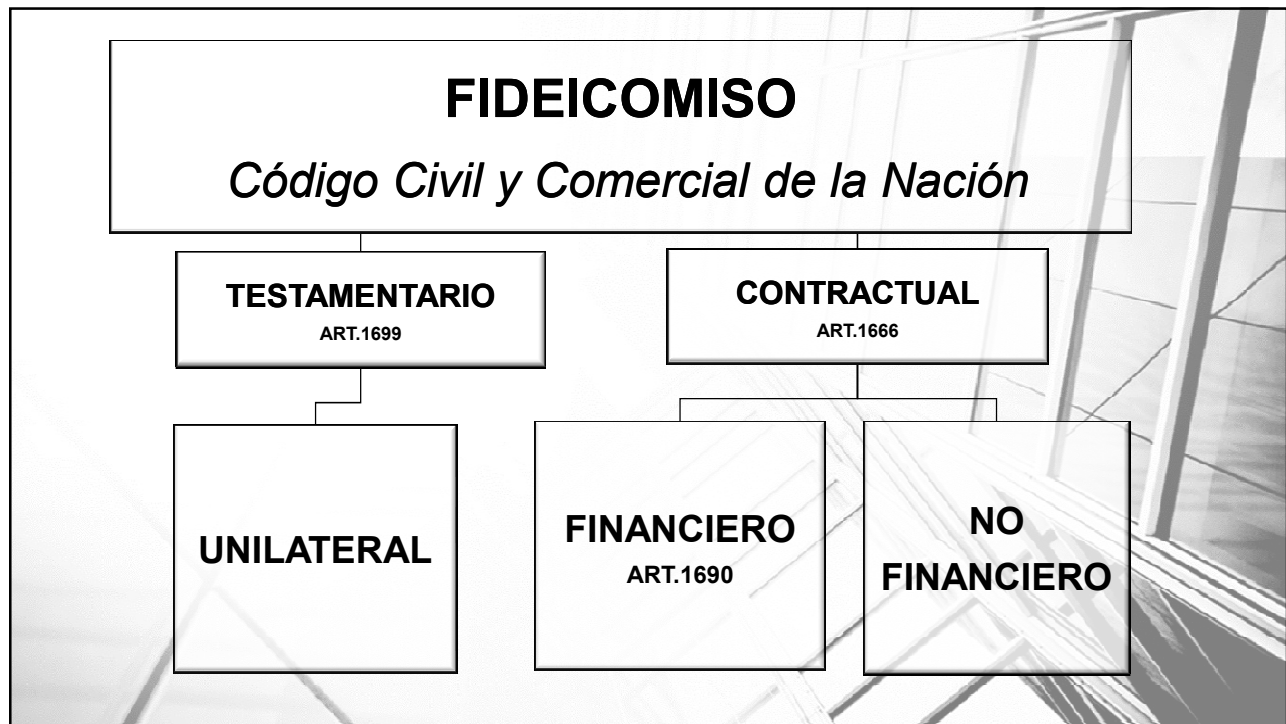 FIDEICOMISO
Código Civil y Comercial de la Nación
TESTAMENTARIO
ART.1699
CONTRACTUAL
ART.1666
UNILATERAL
FINANCIERO
ART.1690
NO
FINANCIERO